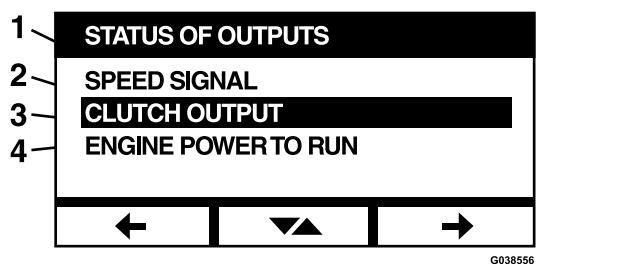 1 STATUS OF OUTPUTS
2 SPEED SIGNAL
3 CLUTCH OUTPUT
4 ENGINE POWER TO RUN
G038556